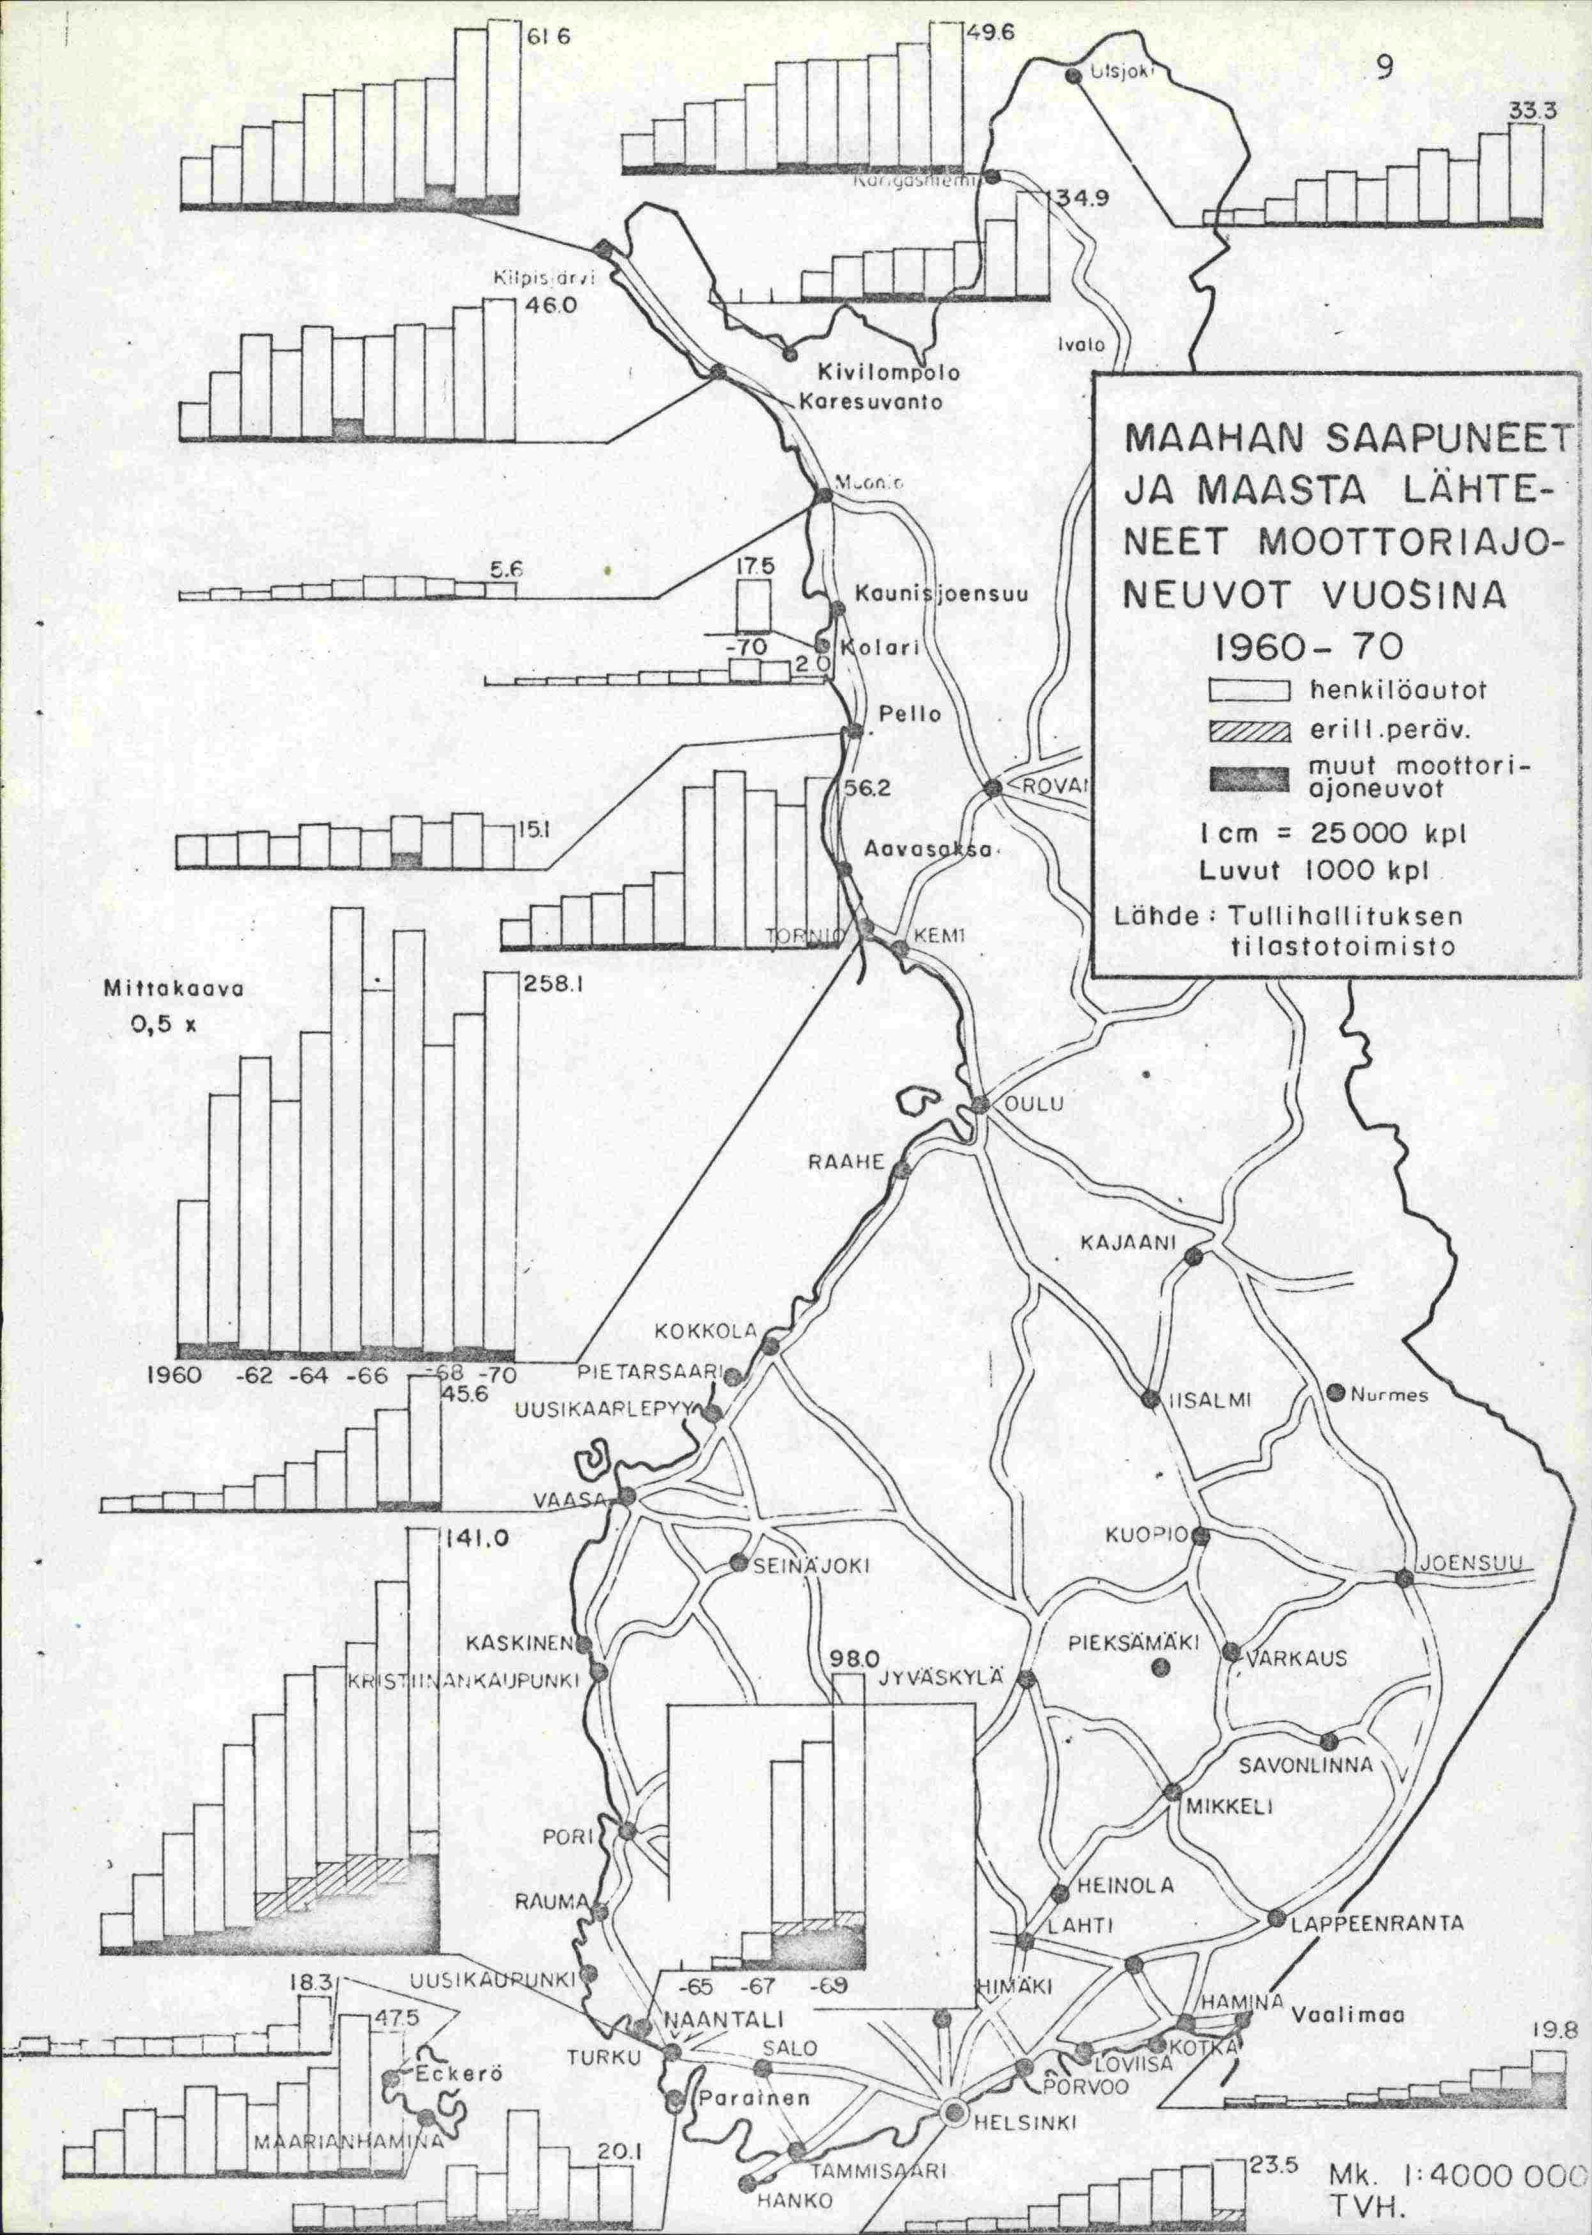 9
61.6
49.6
Utsjoki
33.3
Karigasniemi
34.9
Kilpisjärvi
46.0
Ivalo
Kivilompolo
Karesuvanto
MAAHAN SAAPUNEET
JA MAASTA LÄHTE-
NEET MOOTTORIAJO-
NEUVOT VUOSINA
1960-70
henkilöautot
erill.peräv.
muut moottori-
ajoneuvot
1 cm = 25000 kpl
Luvut 1000 kpl
Lähde: Tullihallituksen
tilastotoimisto
Muonio
5.6
17.5
Kaunisjoensuu
-70
Kolari
2.0
Pello
56.2
ROVAI
15.1
Aavasaksa
TORNIO
KEMI
Mittakaava
0,5 x
258.1
OULU
RAAHE
KAJAANI
KOKKOLA
1960 -62 -64 -66 -68 -70
PIETARSAARI
45.6
UUSIKAARLEPYY
IISALMI
Nurmes
VAASA
141.0
KUOPIO
SEINÄJOKI
JOENSUU
KASKINEN
PIEKSÄMÄKI
VARKAUS
KRISTIINANKAUPUNKI
98.0
JYVÄSKYLÄ
SAVONLINNA
MIKKELI
PORI
HEINOLA
RAUMA
LAHTI
LAPPEENRANTA
18.3
UUSIKAUPUNKI
-65 -67 -69
HIMÄKI
HAMINA
Vaalimaa
47.5
NAANTALI
19.8
TURKU
SALO
KOTKA
LOVIISA
Eckerö
PORVOO
Parainen
HELSINKI
MAARIANHAMINA
20.1
TAMMISAARI
23.5
HANKO
Mk. 1:4000 000
TVH.